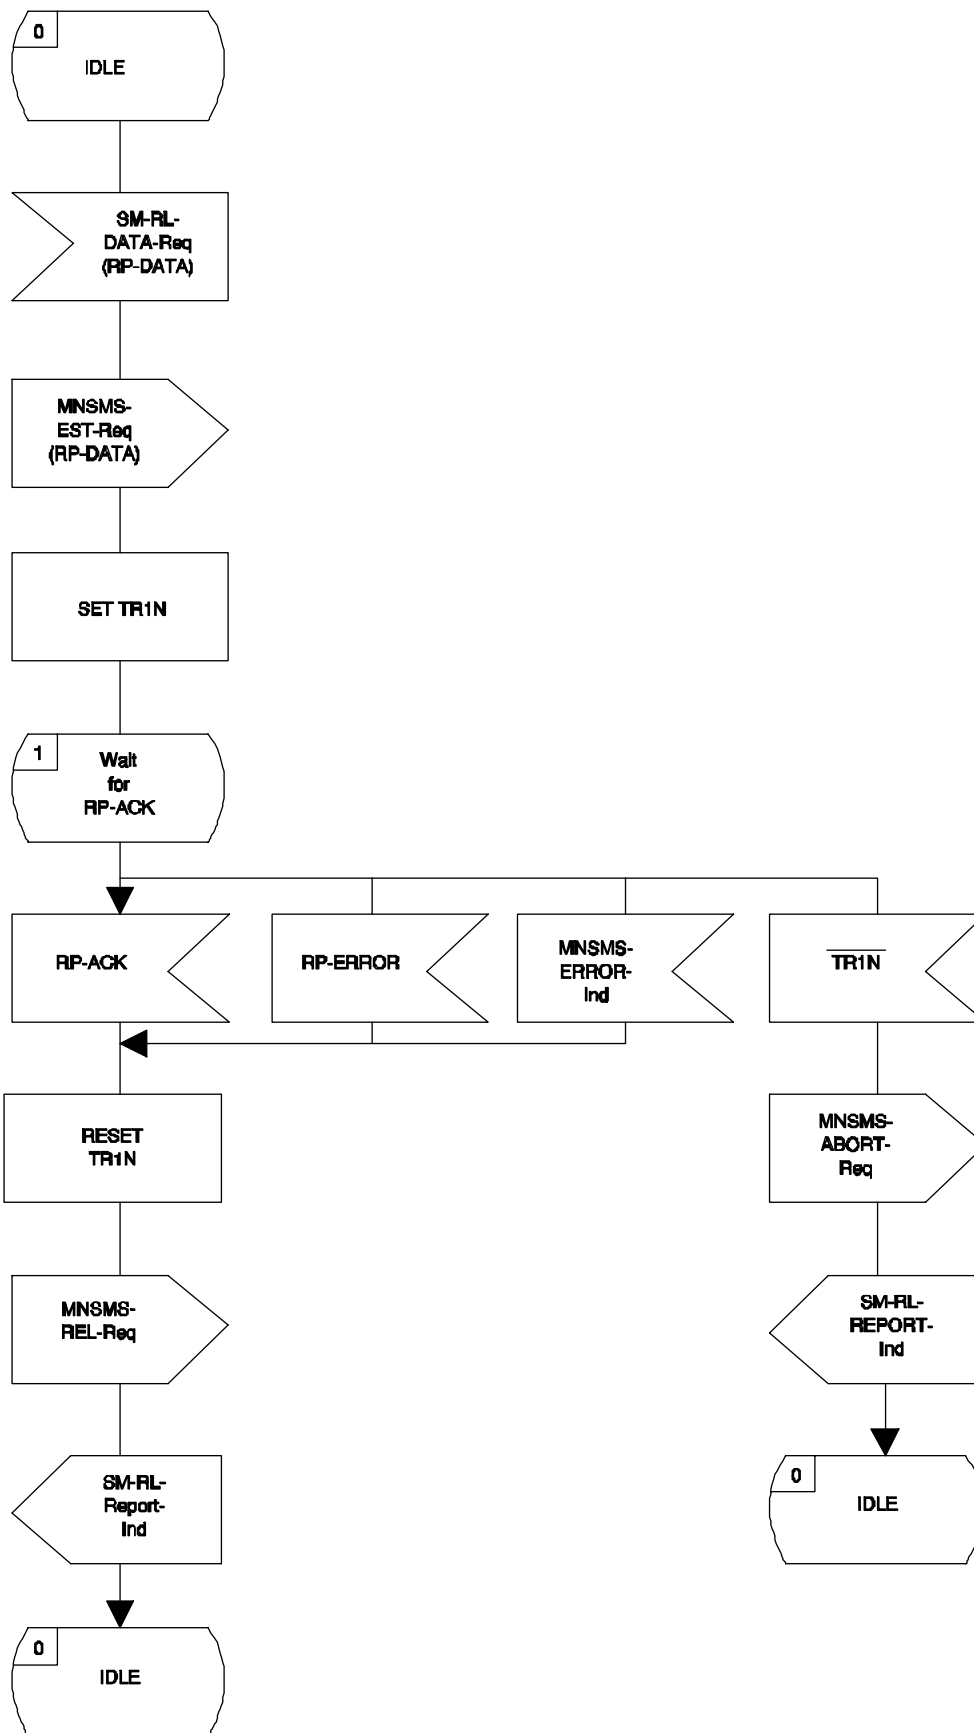 0
IDLE
SM-RL-
DATA-Req
(RP-DATA)
MNSMS-
EST-Req
(RP-DATA)
SET TR1N
1
Wait
for
RP-ACK
RP-ACK
RP-ERROR
MNSMS-
ERROR-
Ind
TR1N
RESET
TR1N
MNSMS-
ABORT-
Req
MNSMS-
REL-Req
SM-RL-
REPORT-
Ind
SM-RL-
Report-
Ind
0
IDLE
0
IDLE